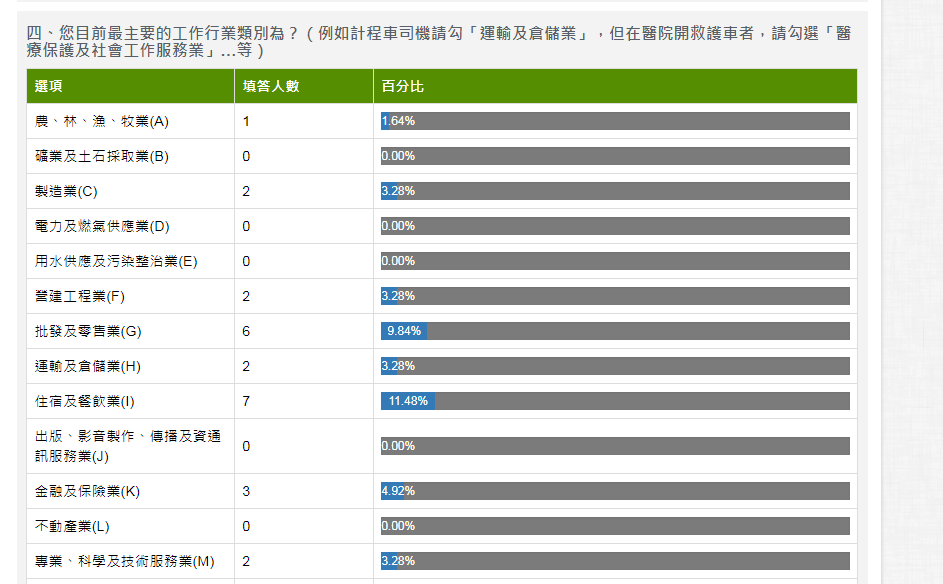 四、您目前最主要的工作行業類別為？（例如計程車司機請勾「運輸及倉儲業」，但在醫院開救護車者，請勾選「醫
療保護及社會工作服務業」...等）
選項 填答人數 百分比
農、林、漁、牧業(A) 1 1.64%
礦業及土石採取業(B) 0 0.00%
製造業(C) 2 3.28%
電力及燃氣供應業(D) 0 0.00%
用水供應及污染整治業(E) 0 0.00%
營建工程業(F) 2 3.28%
批發及零售業(G) 6 9.84%
運輸及倉儲業(H) 2 3.28%
住宿及餐飲業(I) 7 11.48%
出版、影音製作、傳播及資通
訊服務業(J) 0 0.00%
金融及保險業(K) 3 4.92%
不動產業(L) 0 0.00%
專業、科學及技術服務業(M) 2 3.28%